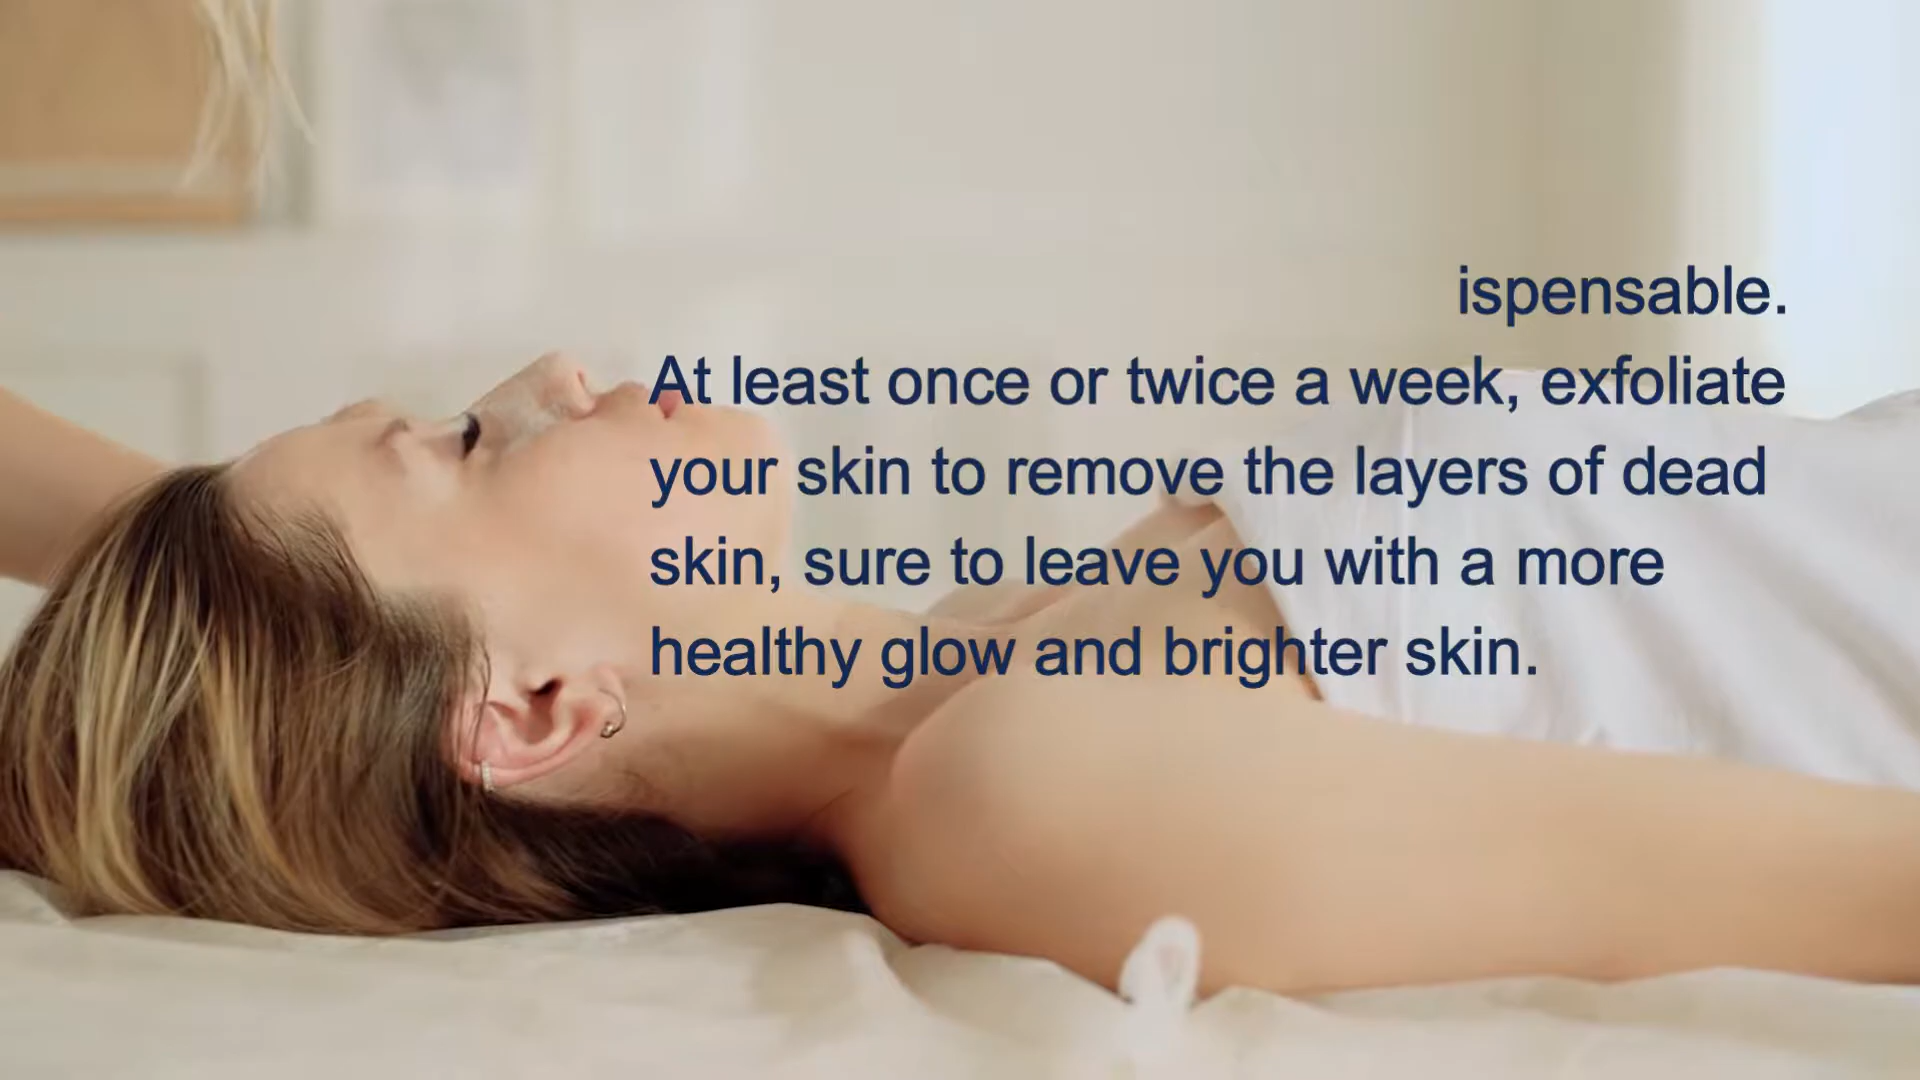 ispensable.
At least once or twice a week, exfoliate
your skin to remove the layers of dead
skin, sure to leave you with a more
healthy glow and brighter skin.